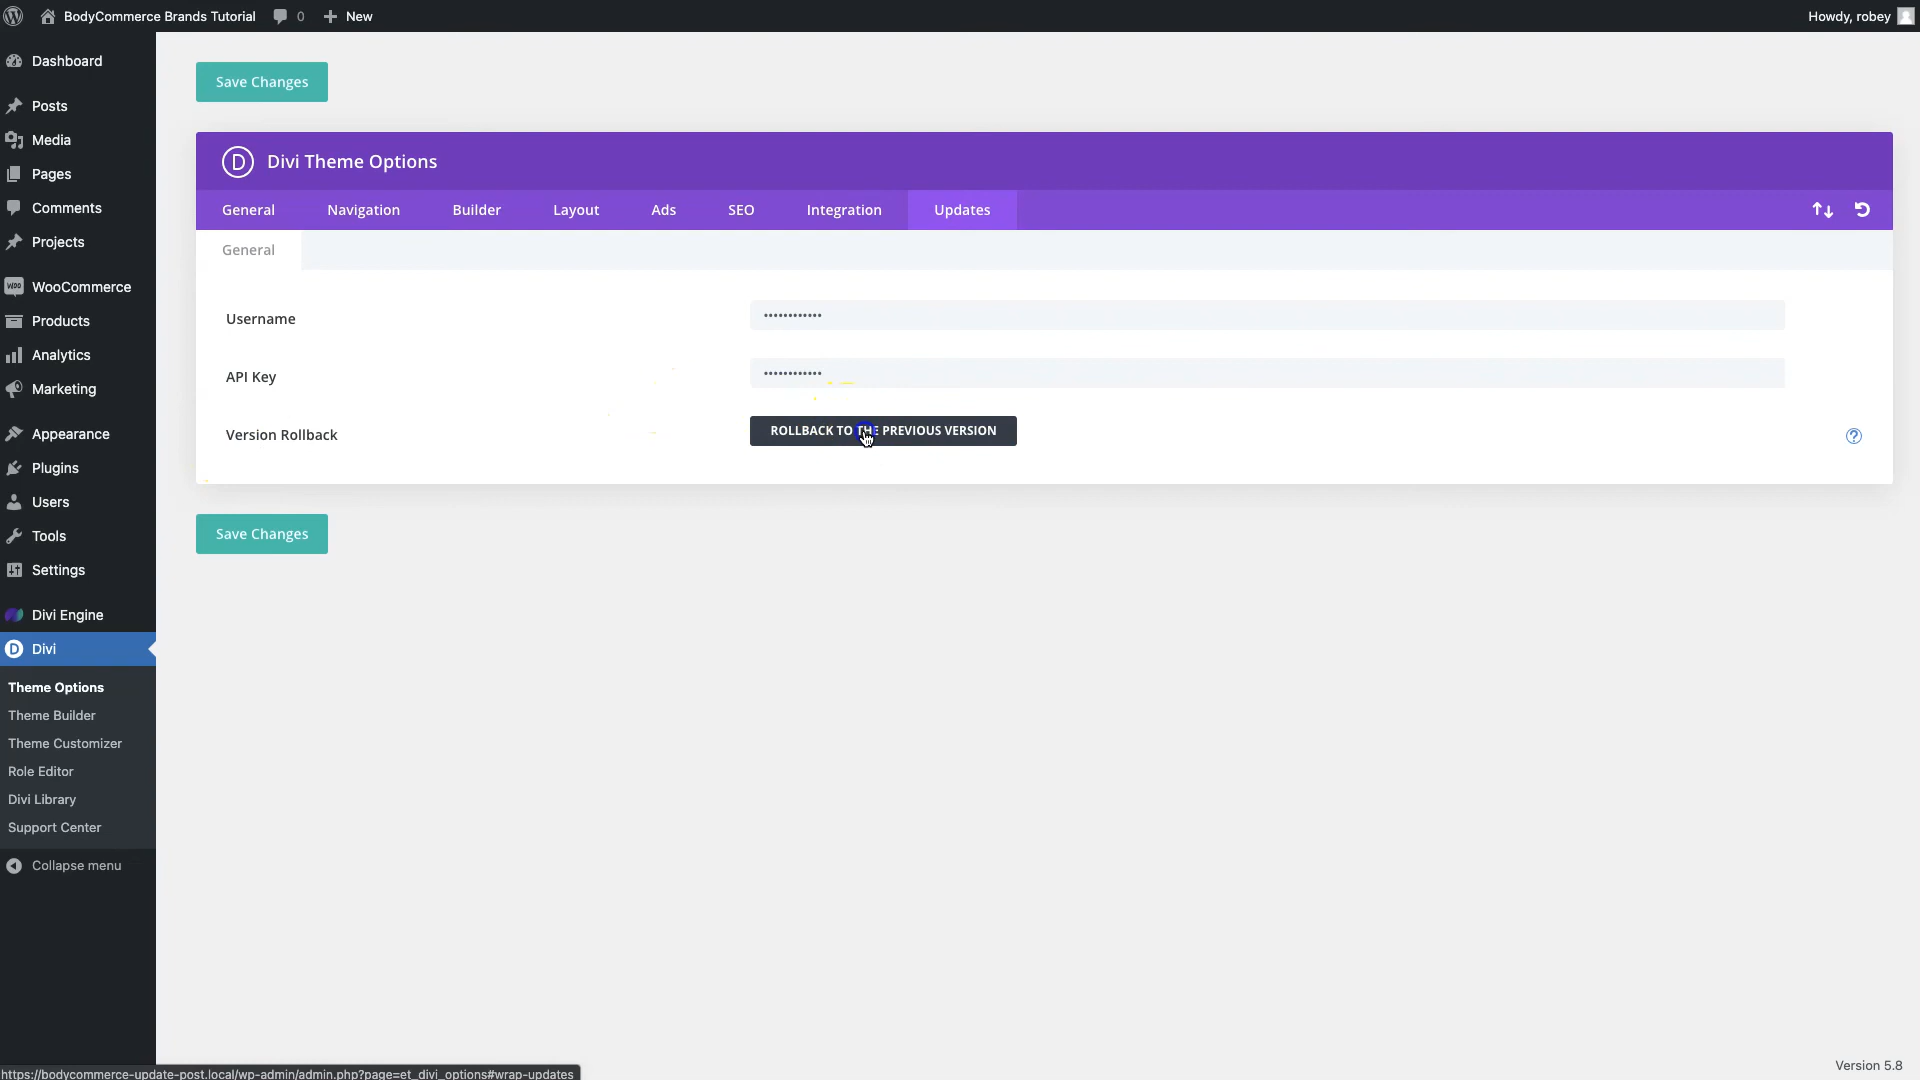 BodyCommerce Brands Tutorial 0 New Howdy, robey
Dashboard
Posts
Media
Pages
Comments
Projects
WooCommerce
Products
Analytics
Marketing
Appearance
Plugins
Users
Tools
Settings
Divi Engine
D Divi
Theme Options
Theme Builder
Theme Customizer
Role Editor
Divi Library
Support Center
Collapse menu
Save Changes
D Divi Theme Options
General Navigation Builder Layout Ads SEO Integration Updates
General
Username ••••••••••••
API Key ••••••••••••
Version Rollback ROLLBACK TO THE PREVIOUS VERSION ?
Save Changes
Version 5.8
https://bodycommerce-update-post.local/wp-admin/admin.php?page=et_divi_options#wrap-updates